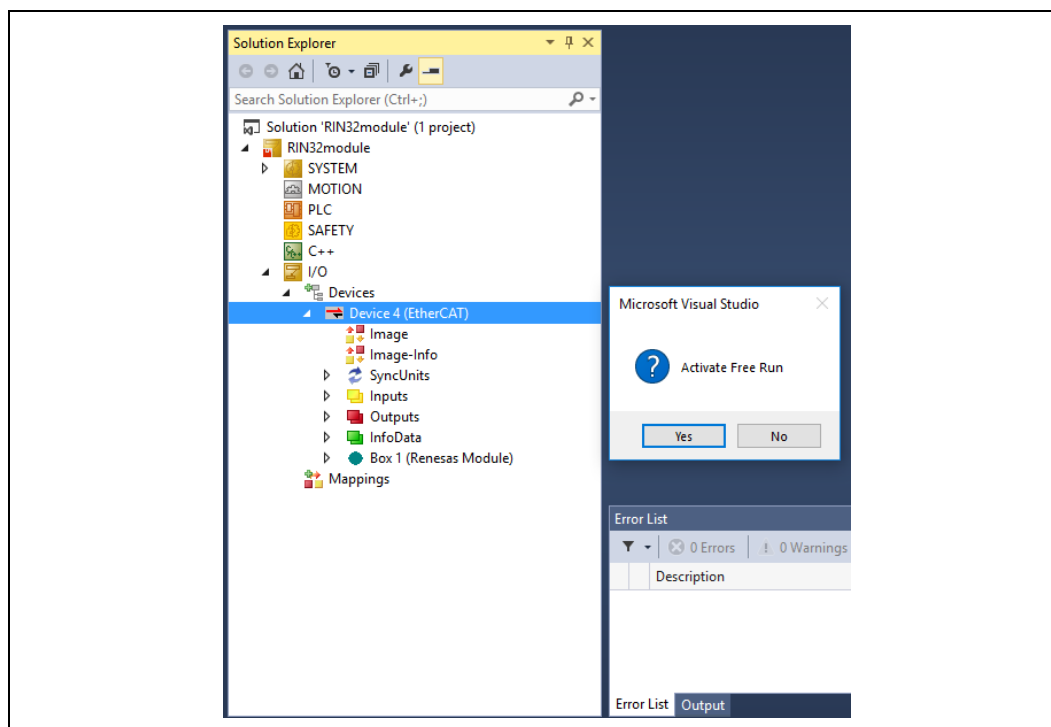 Solution Explorer
Search Solution Explorer (Ctrl+;)
Solution 'RIN32module' (1 project)
RIN32module
SYSTEM
MOTION
PLC
SAFETY
C++
I/O
Devices
Device 4 (EtherCAT)
Image
Image-Info
SyncUnits
Inputs
Outputs
InfoData
Box 1 (Renesas Module)
Mappings
Microsoft Visual Studio
Activate Free Run
Yes No
Error List
0 Errors 0 Warnings
Description
Error List Output